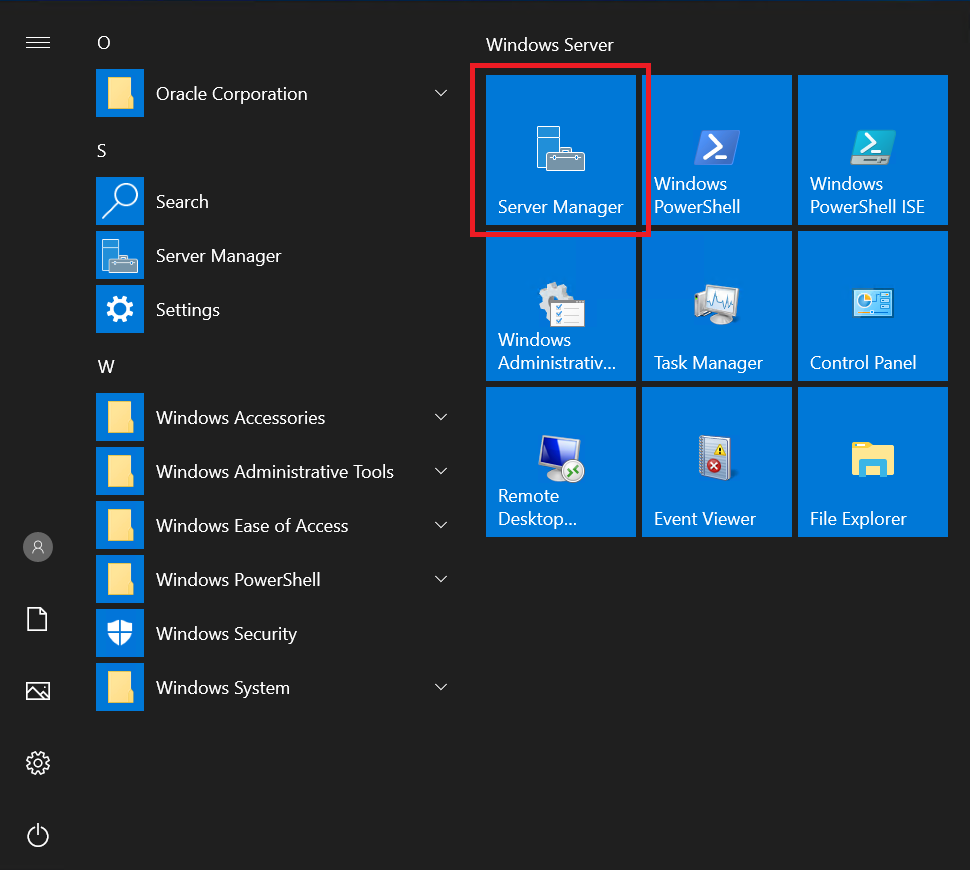 O
Oracle Corporation
S
Search
Server Manager
Settings
W
Windows Accessories
Windows Administrative Tools
Windows Ease of Access
Windows PowerShell
Windows Security
Windows System
Windows Server
Server Manager
Windows
PowerShell
Windows
PowerShell ISE
Windows
Administrativ...
Task Manager
Control Panel
Remote
Desktop...
Event Viewer
File Explorer